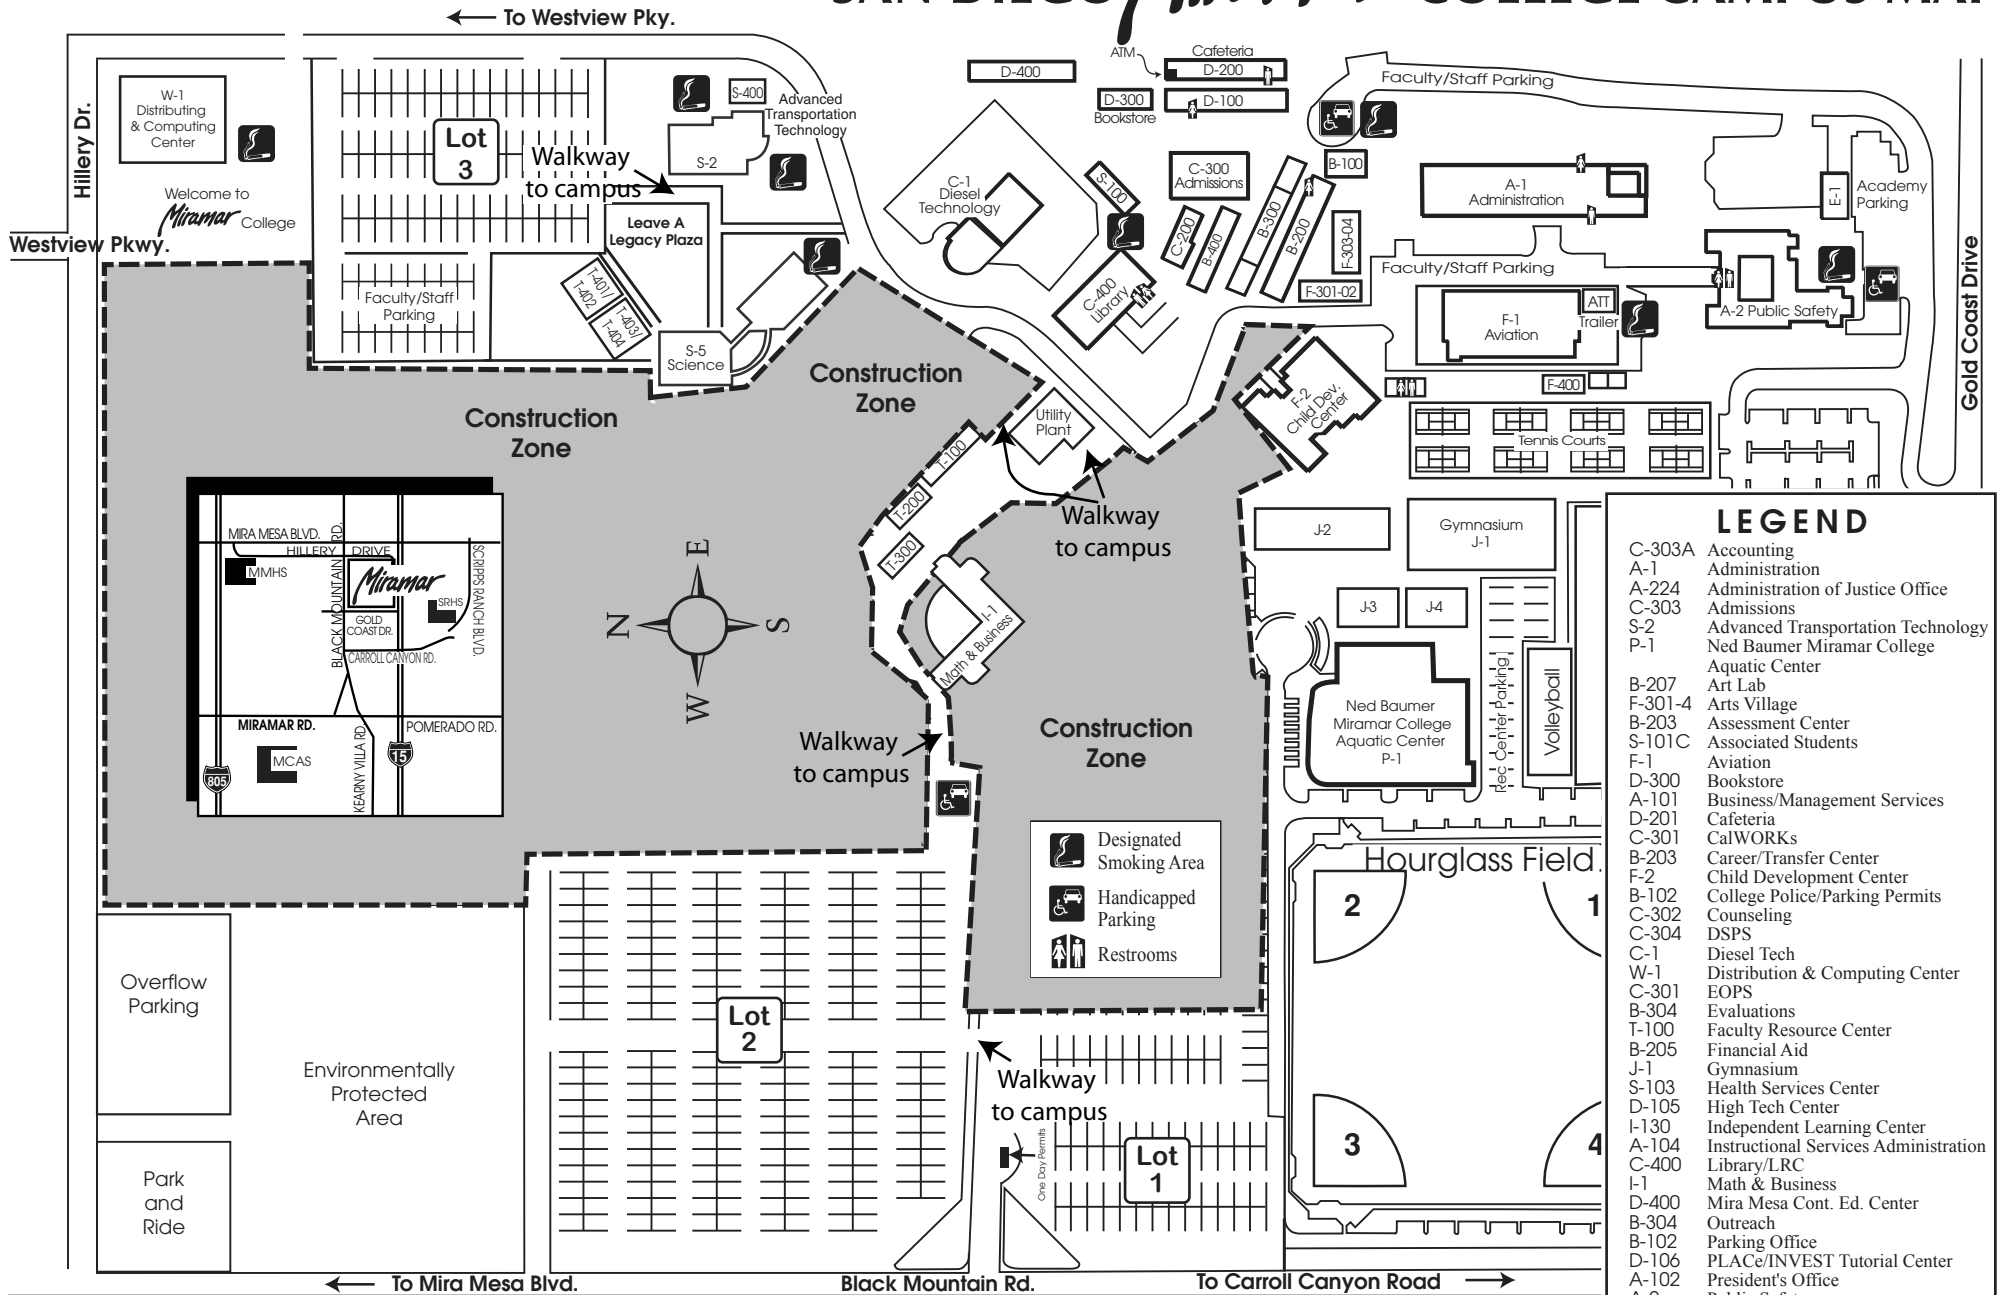 SAN DIEGO Miramar COLLEGE CAMPUS MAP
To Westview Pky.
Hillery Dr.
Westview Pkwy.
W-1
Distributing
& Computing
Center
Welcome to
Miramar College
Lot
3
Walkway
to campus
Faculty/Staff
Parking
S-400
Advanced
Transportation
Technology
S-2
Leave A
Legacy Plaza
T-401/
T-402
T-403/
T-404
S-5
Science
D-400
ATM
Cafeteria
D-200
D-300
Bookstore
D-100
C-1
Diesel
Technology
S-100
C-300
Admissions
C-200
B-400
B-300
B-200
B-100
F-303-04
F-301-02
C-400
Library
Faculty/Staff Parking
A-1
Administration
E-1
Academy
Parking
Faculty/Staff Parking
A-2 Public Safety
F-1
Aviation
ATT
Trailer
F-400
Gold Coast Drive
Tennis Courts
F-2
Child Dev.
Center
Utility
Plant
Construction
Zone
Construction
Zone
T-100
T-200
T-300
Walkway
to campus
I-1
Math & Business
N
E
S
W
MIRA MESA BLVD.
HILLERY DRIVE
MMHS
BLACK MOUNTAIN RD.
Miramar
SRHS
SCRIPPS RANCH BLVD.
GOLD
COAST DR.
CARROLL CANYON RD.
MIRAMAR RD.
POMERADO RD.
MCAS
KEARNY VILLA RD.
805
15
Walkway
to campus
Construction
Zone
Designated
Smoking Area
Handicapped
Parking
Restrooms
J-2
Gymnasium
J-1
J-3
J-4
Ned Baumer
Miramar College
Aquatic Center
P-1
Rec Center Parking
Volleyball
Hourglass Field
2
1
3
4
Overflow
Parking
Environmentally
Protected
Area
Park
and
Ride
Lot
2
Walkway
to campus
One Day Permits
Lot
1
To Mira Mesa Blvd.
Black Mountain Rd.
To Carroll Canyon Road
LEGEND
C-303A Accounting
A-1 Administration
A-224 Administration of Justice Office
C-303 Admissions
S-2 Advanced Transportation Technology
P-1 Ned Baumer Miramar College
Aquatic Center
B-207 Art Lab
F-301-4 Arts Village
B-203 Assessment Center
S-101C Associated Students
F-1 Aviation
D-300 Bookstore
A-101 Business/Management Services
D-201 Cafeteria
C-301 CalWORKs
B-203 Career/Transfer Center
F-2 Child Development Center
B-102 College Police/Parking Permits
C-302 Counseling
C-304 DSPS
C-1 Diesel Tech
W-1 Distribution & Computing Center
C-301 EOPS
B-304 Evaluations
T-100 Faculty Resource Center
B-205 Financial Aid
J-1 Gymnasium
S-103 Health Services Center
D-105 High Tech Center
I-130 Independent Learning Center
A-104 Instructional Services Administration
C-400 Library/LRC
I-1 Math & Business
D-400 Mira Mesa Cont. Ed. Center
B-304 Outreach
B-102 Parking Office
D-106 PLACe/INVEST Tutorial Center
A-102 President's Office